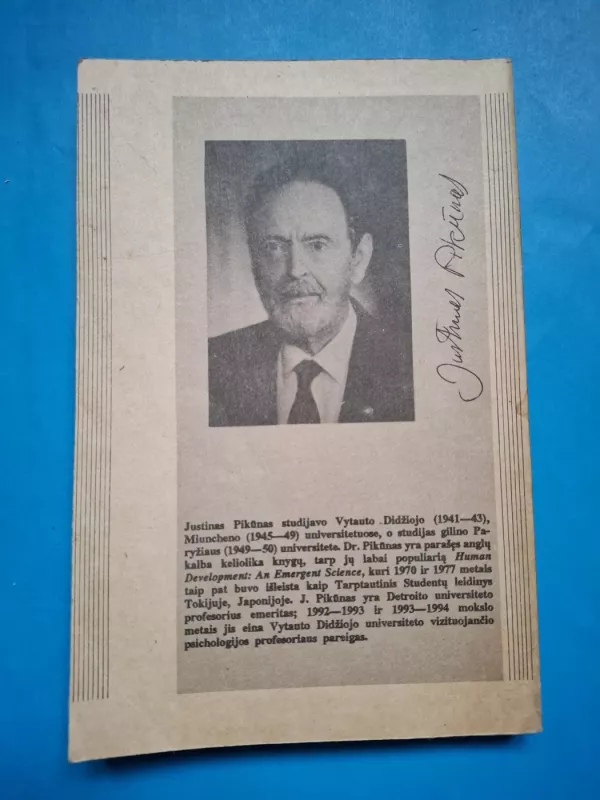 Justinas Pikūnas
Justinas Pikūnas studijavo Vytauto Didžiojo (1941—43),
Miuncheno (1945—49) universitetuose, o studijas gilino Pa-
ryžiaus (1949—50) universitete. Dr. Pikūnas yra parašęs anglų
kalba keliolika knygų, tarp jų labai populiarią Human
Development: An Emergent Science, kuri 1970 ir 1977 metais
taip pat buvo išleista kaip Tarptautinis Studentų leidinys
Tokijuje, Japonijoje. J. Pikūnas yra Detroito universiteto
profesorius emeritas; 1992—1993 ir 1993—1994 mokslo
metais jis eina Vytauto Didžiojo universiteto vizituojančio
psichologijos profesoriaus pareigas.